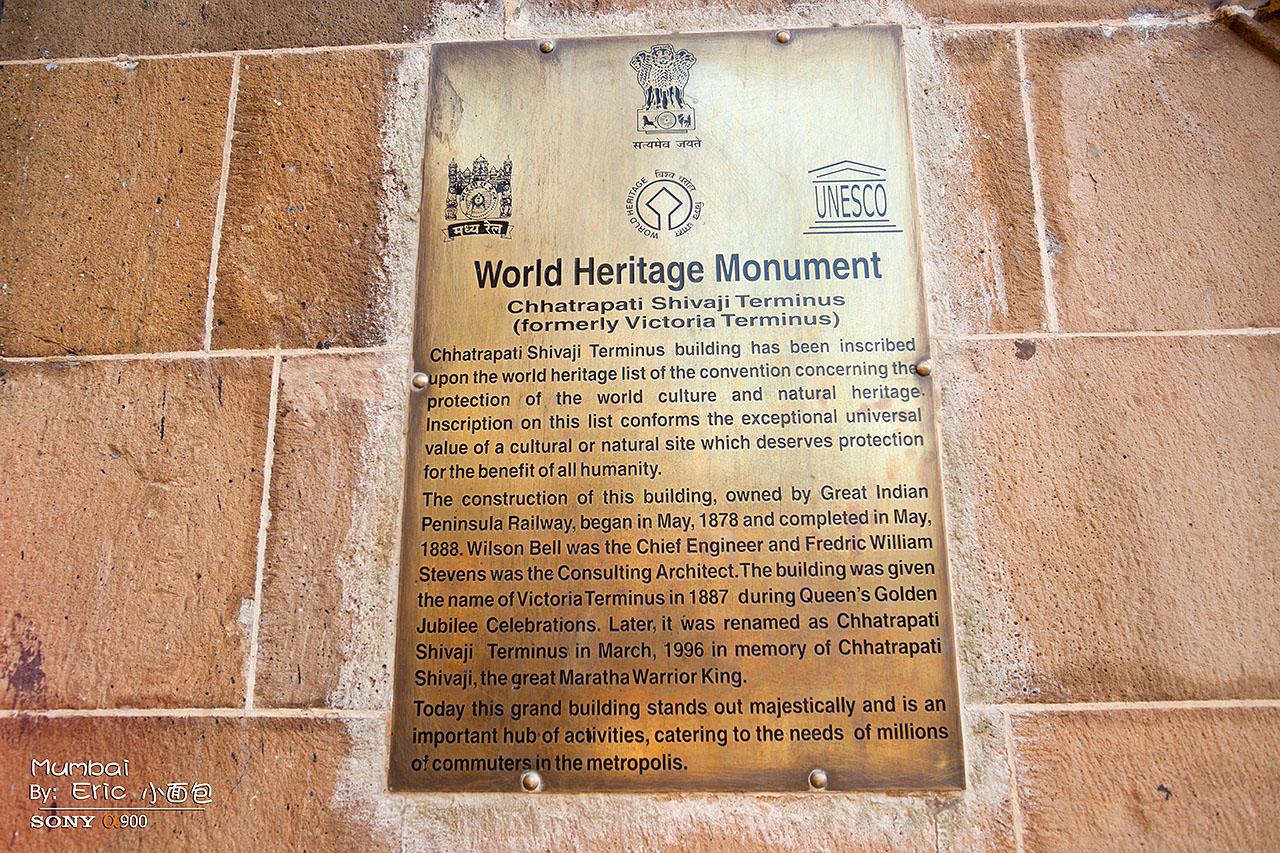 सत्यमेव जयते
मध्य रेल
WORLD HERITAGE
विश्व धरोहर
UNESCO
World Heritage Monument
Chhatrapati Shivaji Terminus
(formerly Victoria Terminus)
Chhatrapati Shivaji Terminus building has been inscribed
upon the world heritage list of the convention concerning the
protection of the world culture and natural heritage.
Inscription on this list conforms the exceptional universal
value of a cultural or natural site which deserves protection
for the benefit of all humanity.
The construction of this building, owned by Great Indian
Peninsula Railway, began in May, 1878 and completed in May,
1888. Wilson Bell was the Chief Engineer and Fredric William
Stevens was the Consulting Architect. The building was given
the name of Victoria Terminus in 1887 during Queen's Golden
Jubilee Celebrations. Later, it was renamed as Chhatrapati
Shivaji Terminus in March, 1996 in memory of Chhatrapati
Shivaji, the great Maratha Warrior King.
Today this grand building stands out majestically and is an
important hub of activities, catering to the needs of millions
of commuters in the metropolis.
Mumbai
By: Eric 小面包
SONY α900